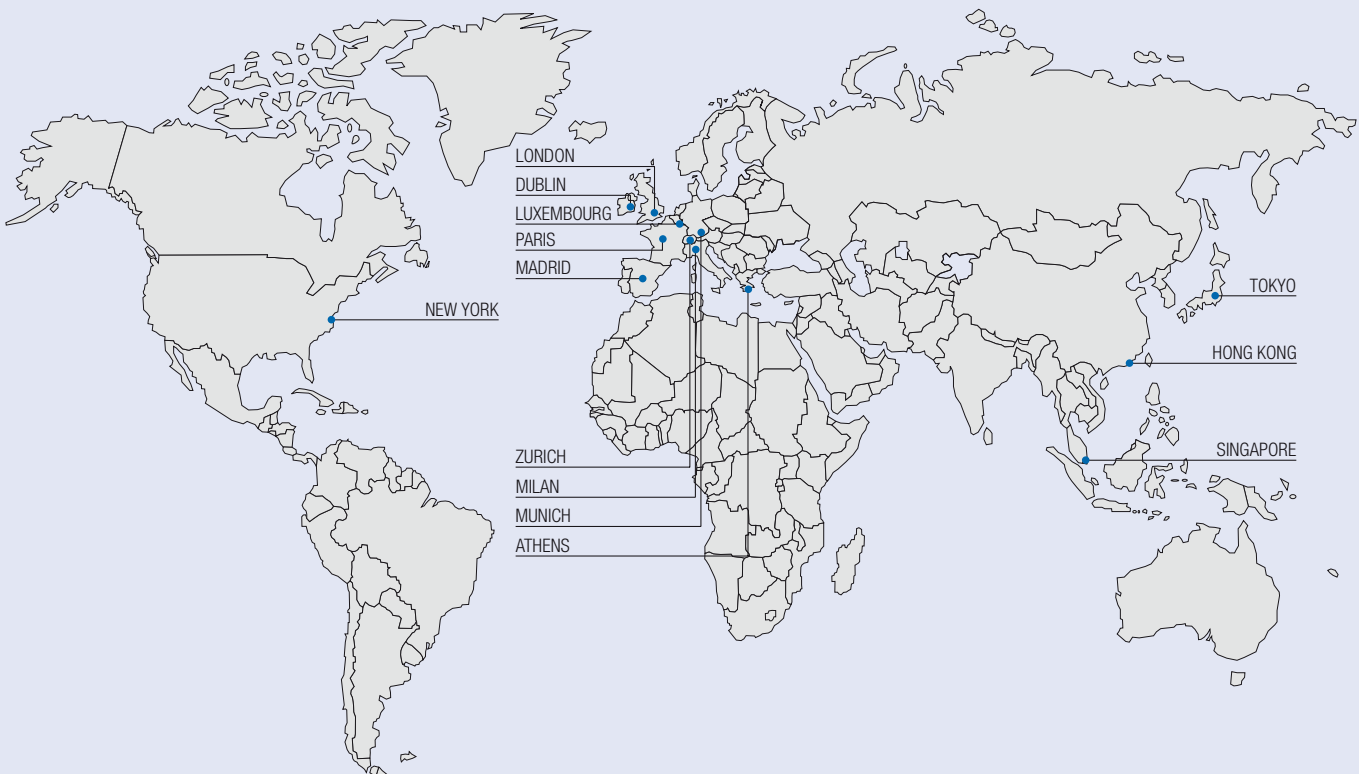 LONDON
DUBLIN
LUXEMBOURG
PARIS
MADRID
NEW YORK
TOKYO
HONG KONG
SINGAPORE
ZURICH
MILAN
MUNICH
ATHENS